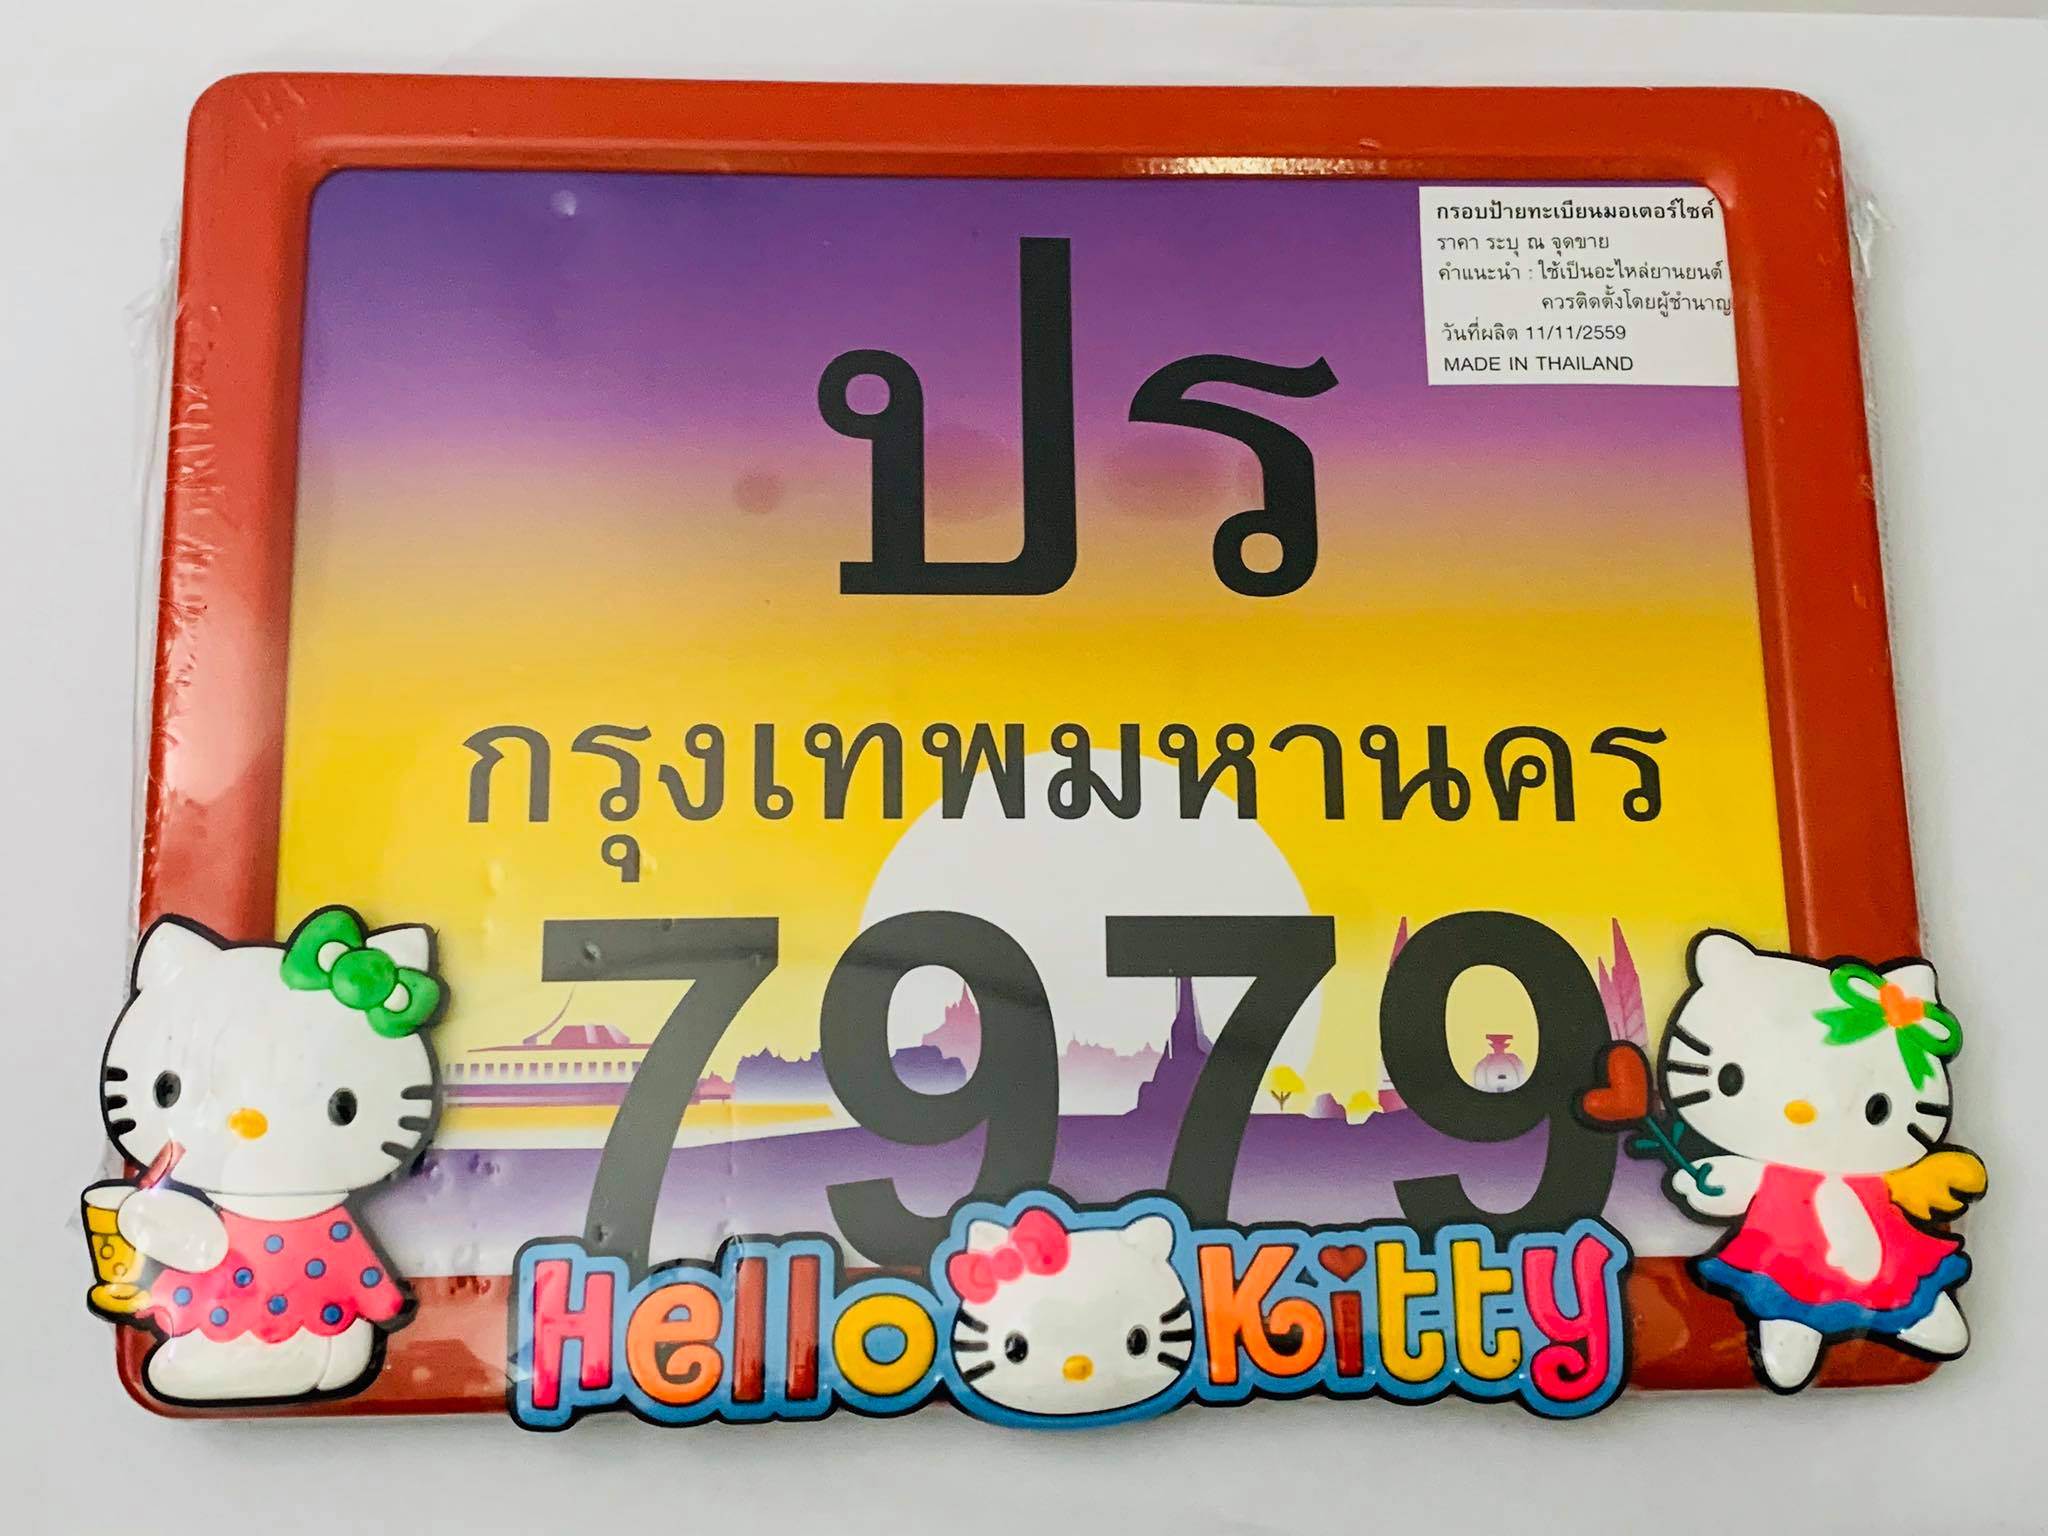 กรอบป้ายทะเบียนมอเตอร์ไซค์
ราคา ระบุ ณ จุดขาย
คำแนะนำ : ใช้เป็นอะไหล่ยานยนต์
ควรติดตั้งโดยผู้ชำนาญ
วันที่ผลิต 11/11/2559
MADE IN THAILAND
ปร
กรุงเทพมหานคร
7979
Hello Kitty